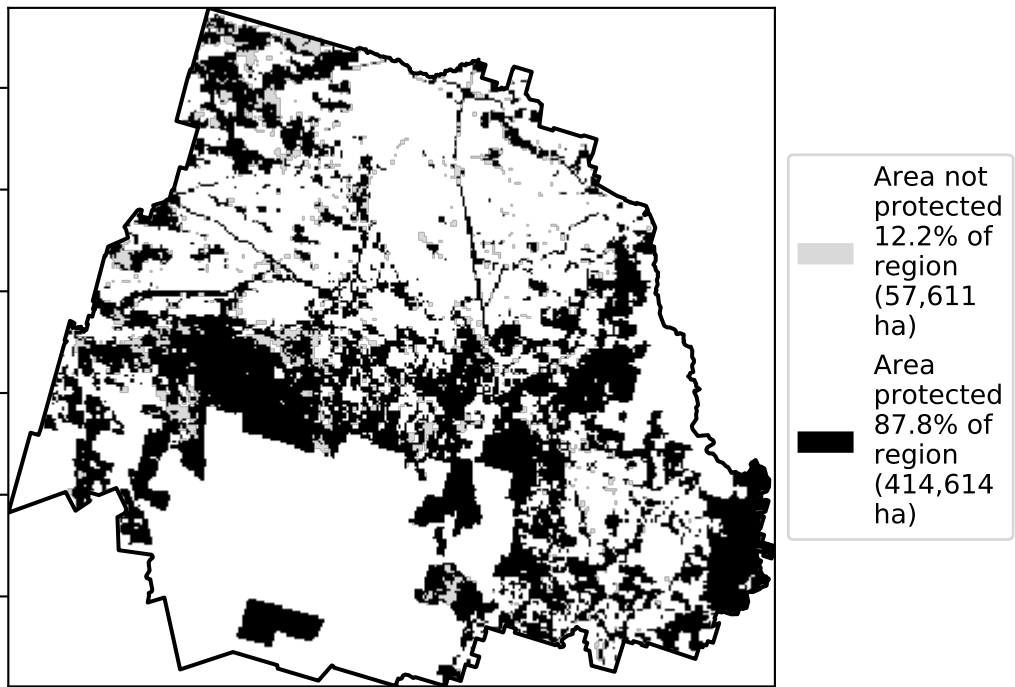 Area not
protected
12.2% of
region
(57,611
ha)
Area
protected
87.8% of
region
(414,614
ha)